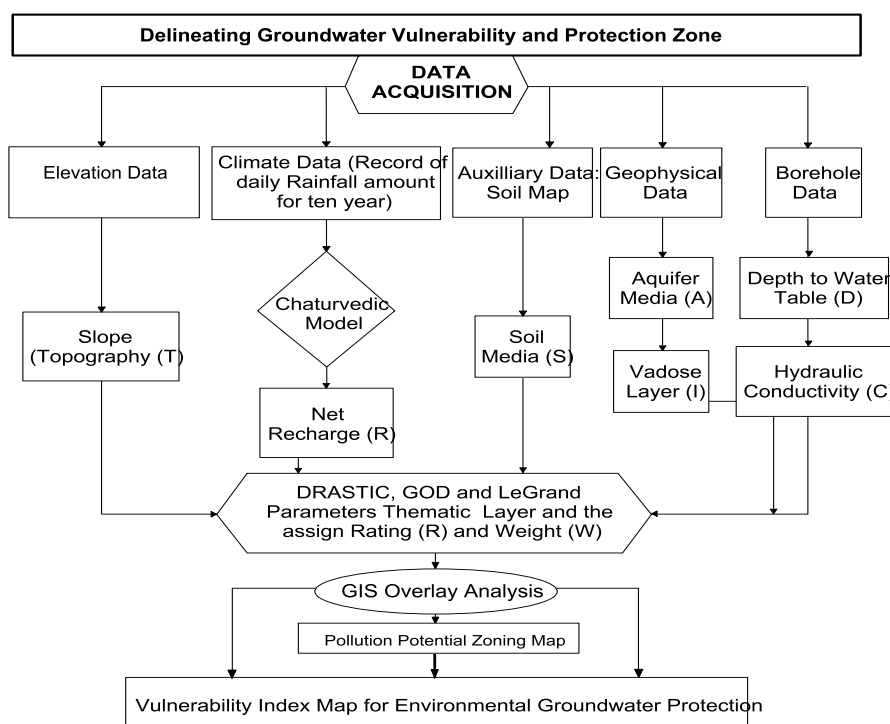 Delineating Groundwater Vulnerability and Protection Zone
DATA
ACQUISITION
Elevation Data
Climate Data (Record of
daily Rainfall amount
for ten year)
Auxilliary Data:
Soil Map
Geophysical
Data
Borehole
Data
Chaturvedic
Model
Aquifer
Media (A)
Depth to Water
Table (D)
Slope
(Topography (T)
Soil
Media (S)
Vadose
Layer (I)
Hydraulic
Conductivity (C)
Net
Recharge (R)
DRASTIC, GOD and LeGrand
Parameters Thematic Layer and the
assign Rating (R) and Weight (W)
GIS Overlay Analysis
Pollution Potential Zoning Map
Vulnerability Index Map for Environmental Groundwater Protection